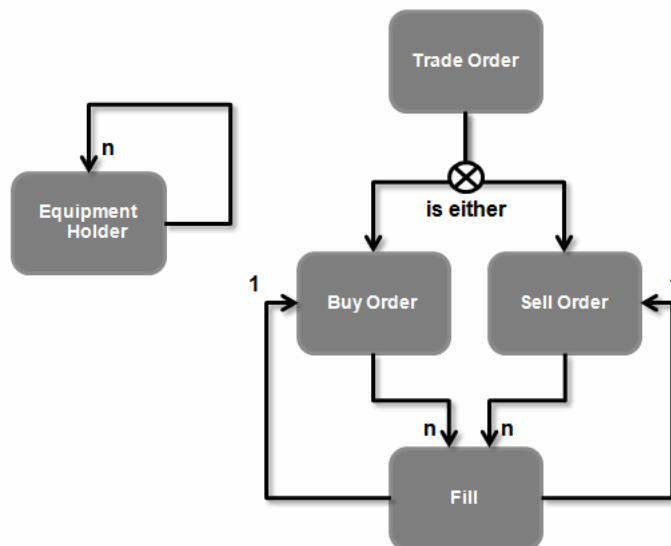 Trade Order
n
Equipment
Holder
is either
1
Buy Order
Sell Order
n
n
Fill